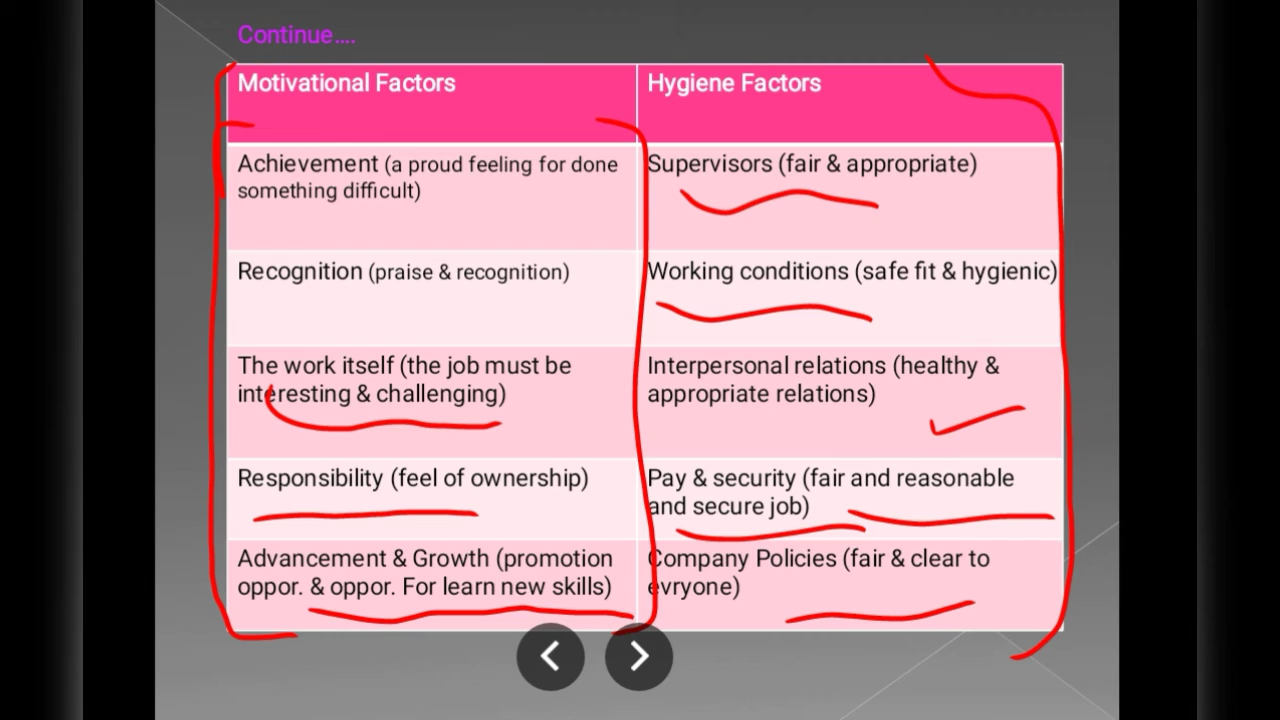 Continue....
Motivational Factors
Hygiene Factors
Achievement (a proud feeling for done
something difficult)
Supervisors (fair & appropriate)
Recognition (praise & recognition)
Working conditions (safe fit & hygienic)
The work itself (the job must be
interesting & challenging)
Interpersonal relations (healthy &
appropriate relations)
Responsibility (feel of ownership)
Pay & security (fair and reasonable
and secure job)
Advancement & Growth (promotion
oppor. & oppor. For learn new skills)
Company Policies (fair & clear to
evryone)